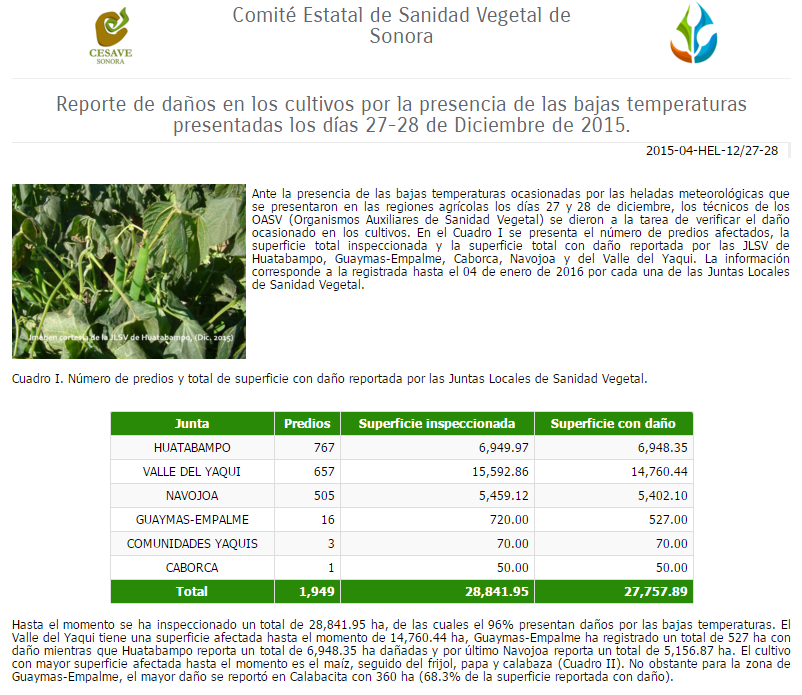 CESAVE
SONORA
Comité Estatal de Sanidad Vegetal de
Sonora
Reporte de daños en los cultivos por la presencia de las bajas temperaturas
presentadas los días 27-28 de Diciembre de 2015.
2015-04-HEL-12/27-28
Ante la presencia de las bajas temperaturas ocasionadas por las heladas meteorológicas que
se presentaron en las regiones agrícolas los días 27 y 28 de diciembre, los técnicos de los
OASV (Organismos Auxiliares de Sanidad Vegetal) se dieron a la tarea de verificar el daño
ocasionado en los cultivos. En el Cuadro I se presenta el número de predios afectados, la
superficie total inspeccionada y la superficie total con daño reportada por las JLSV de
Huatabampo, Guaymas-Empalme, Caborca, Navojoa y del Valle del Yaqui. La información
corresponde a la registrada hasta el 04 de enero de 2016 por cada una de las Juntas Locales
de Sanidad Vegetal.
Imagen cortesía de la JLSV de Huatabampo, (Dic, 2015)
Cuadro I. Número de predios y total de superficie con daño reportada por las Juntas Locales de Sanidad Vegetal.
Junta Predios Superficie inspeccionada Superficie con daño
HUATABAMPO 767 6,949.97 6,948.35
VALLE DEL YAQUI 657 15,592.86 14,760.44
NAVOJOA 505 5,459.12 5,402.10
GUAYMAS-EMPALME 16 720.00 527.00
COMUNIDADES YAQUIS 3 70.00 70.00
CABORCA 1 50.00 50.00
Total 1,949 28,841.95 27,757.89
Hasta el momento se ha inspeccionado un total de 28,841.95 ha, de las cuales el 96% presentan daños por las bajas temperaturas. El
Valle del Yaqui tiene una superficie afectada hasta el momento de 14,760.44 ha, Guaymas-Empalme ha registrado un total de 527 ha con
daño mientras que Huatabampo reporta un total de 6,948.35 ha dañadas y por último Navojoa reporta un total de 5,156.87 ha. El cultivo
con mayor superficie afectada hasta el momento es el maíz, seguido del frijol, papa y calabaza (Cuadro II). No obstante para la zona de
Guaymas-Empalme, el mayor daño se reportó en Calabacita con 360 ha (68.3% de la superficie reportada con daño).